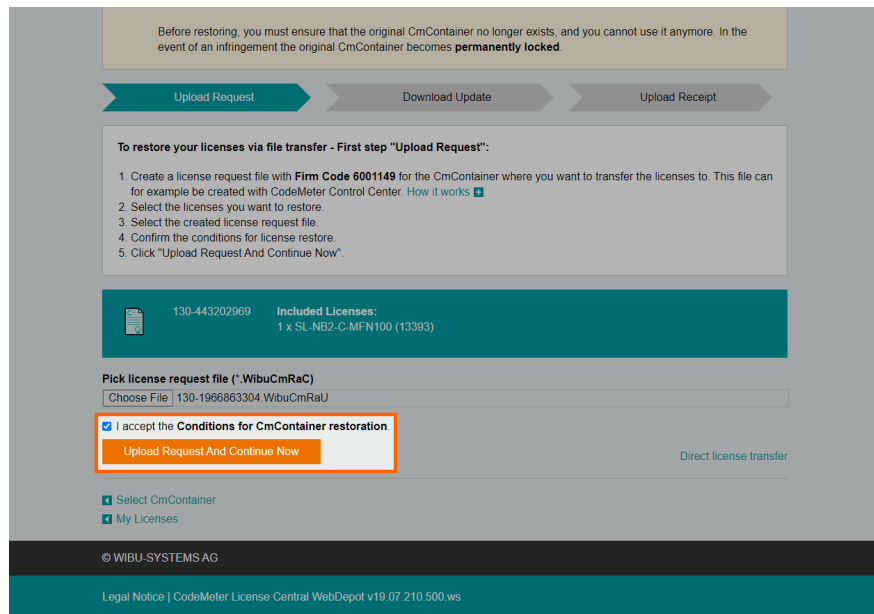 Before restoring, you must ensure that the original CmContainer no longer exists, and you cannot use it anymore. In the
event of an infringement the original CmContainer becomes permanently locked.
Upload Request
Download Update
Upload Receipt
To restore your licenses via file transfer - First step "Upload Request":
1. Create a license request file with Firm Code 6001149 for the CmContainer where you want to transfer the licenses to. This file can
for example be created with CodeMeter Control Center. How it works
2. Select the licenses you want to restore.
3. Select the created license request file.
4. Confirm the conditions for license restore.
5. Click "Upload Request And Continue Now".
130-443202969
Included Licenses:
1 x SL-NB2-C-MFN100 (13393)
Pick license request file (*.WibuCmRaC)
Choose File 130-1966863304.WibuCmRaU
I accept the Conditions for CmContainer restoration.
Upload Request And Continue Now
Direct license transfer
Select CmContainer
My Licenses
© WIBU-SYSTEMS AG
Legal Notice | CodeMeter License Central WebDepot v19.07.210.500.ws